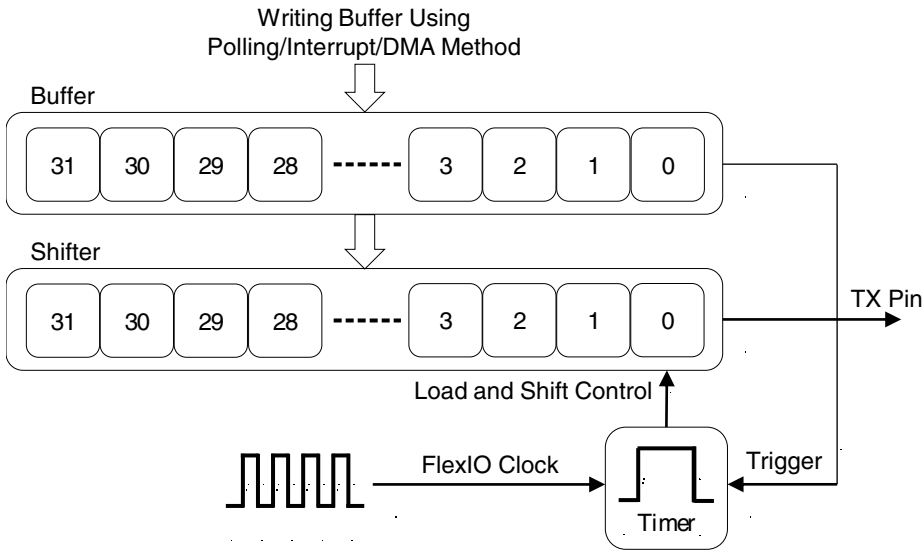 Writing Buffer Using
Polling/Interrupt/DMA Method
Buffer
31 30 29 28 3 2 1 0
Shifter
31 30 29 28 3 2 1 0
TX Pin
Load and Shift Control
FlexIO Clock
Trigger
Timer